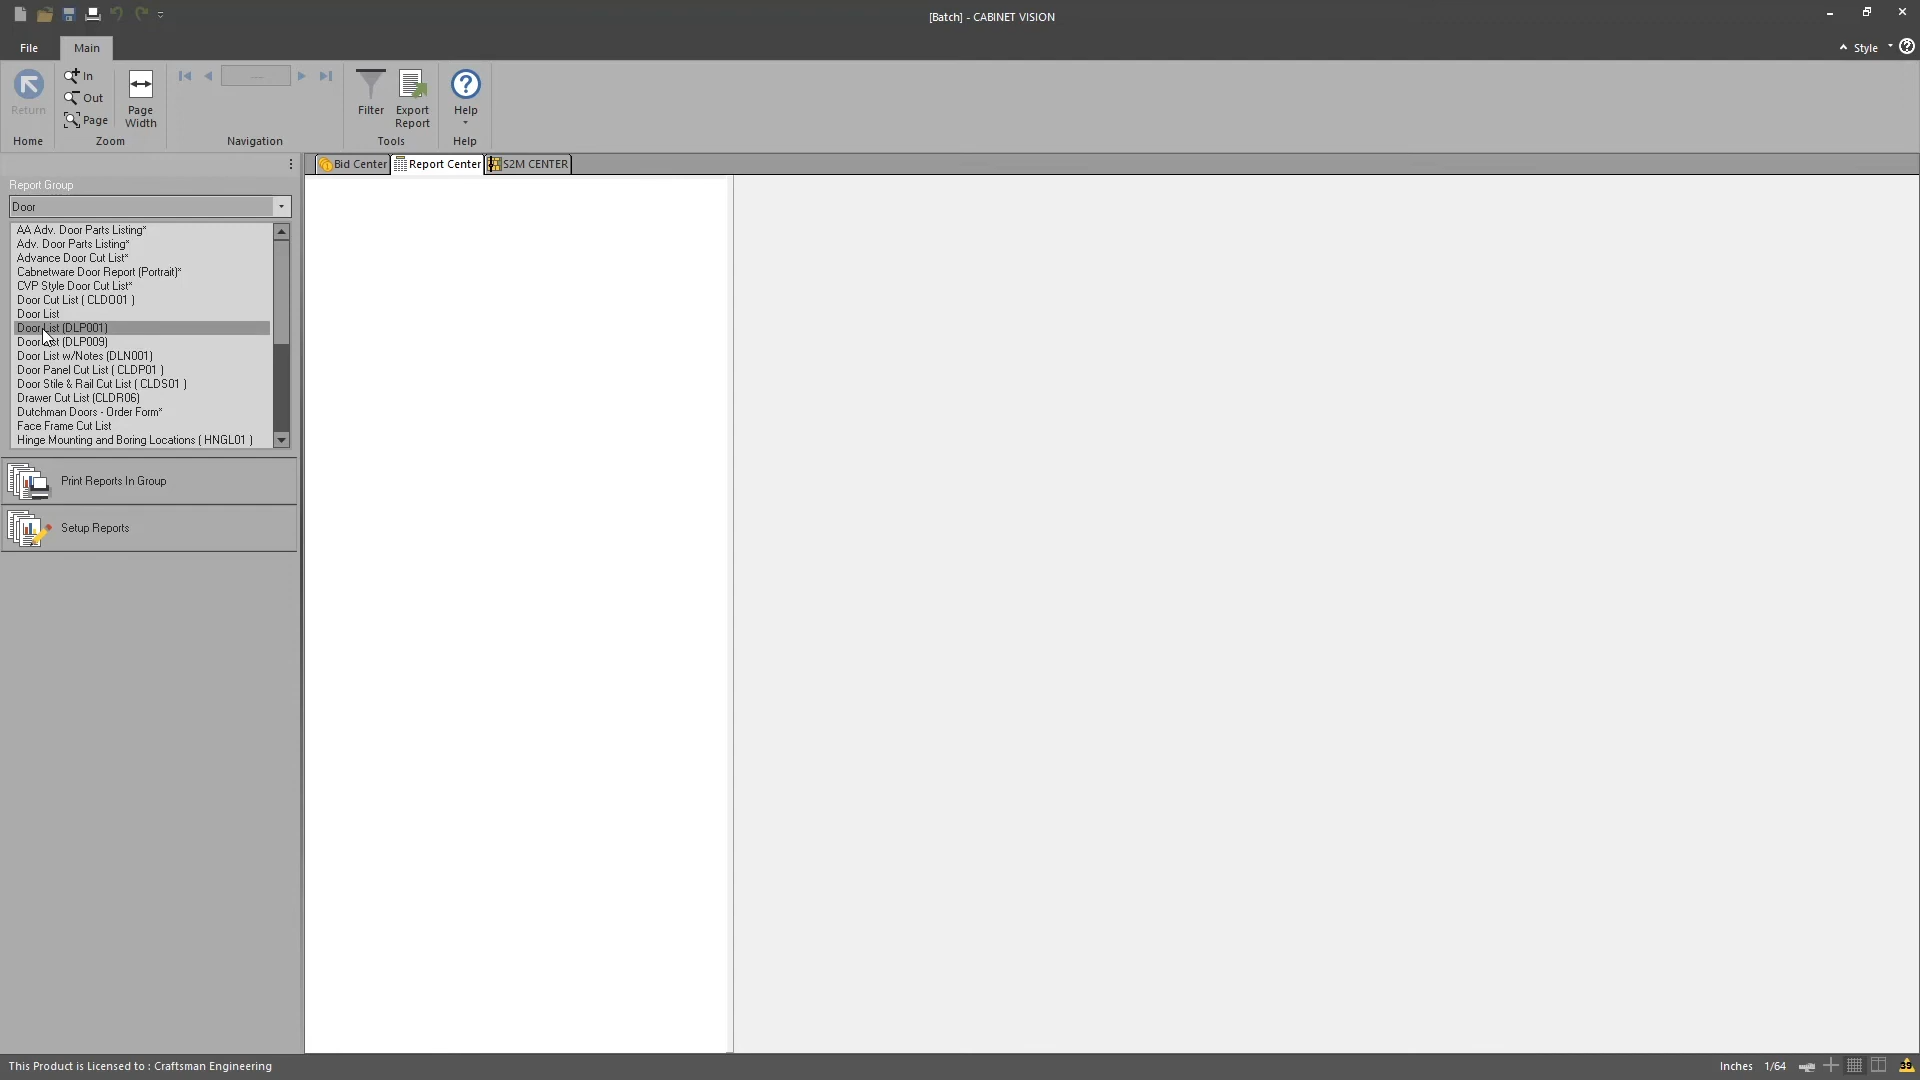 [Batch] - CABINET VISION
File
Main
Style
Return
In
Out
Page
Page Width
Filter
Export Report
Help
Home
Zoom
Navigation
Tools
Help
Bid Center
Report Center
S2M CENTER
Report Group
Door
AA Adv. Door Parts Listing*
Adv. Door Parts Listing*
Advance Door Cut List*
Cabnetware Door Report (Portrait)*
CVP Style Door Cut List*
Door Cut List ( CLDO01 )
Door List
Door List (DLP001)
Door List (DLP009)
Door List w/Notes (DLN001)
Door Panel Cut List ( CLDP01 )
Door Stile & Rail Cut List ( CLDS01 )
Drawer Cut List (CLDR06)
Dutchman Doors - Order Form*
Face Frame Cut List
Hinge Mounting and Boring Locations ( HNGL01 )
Print Reports In Group
Setup Reports
This Product is Licensed to : Craftsman Engineering
Inches
1/64